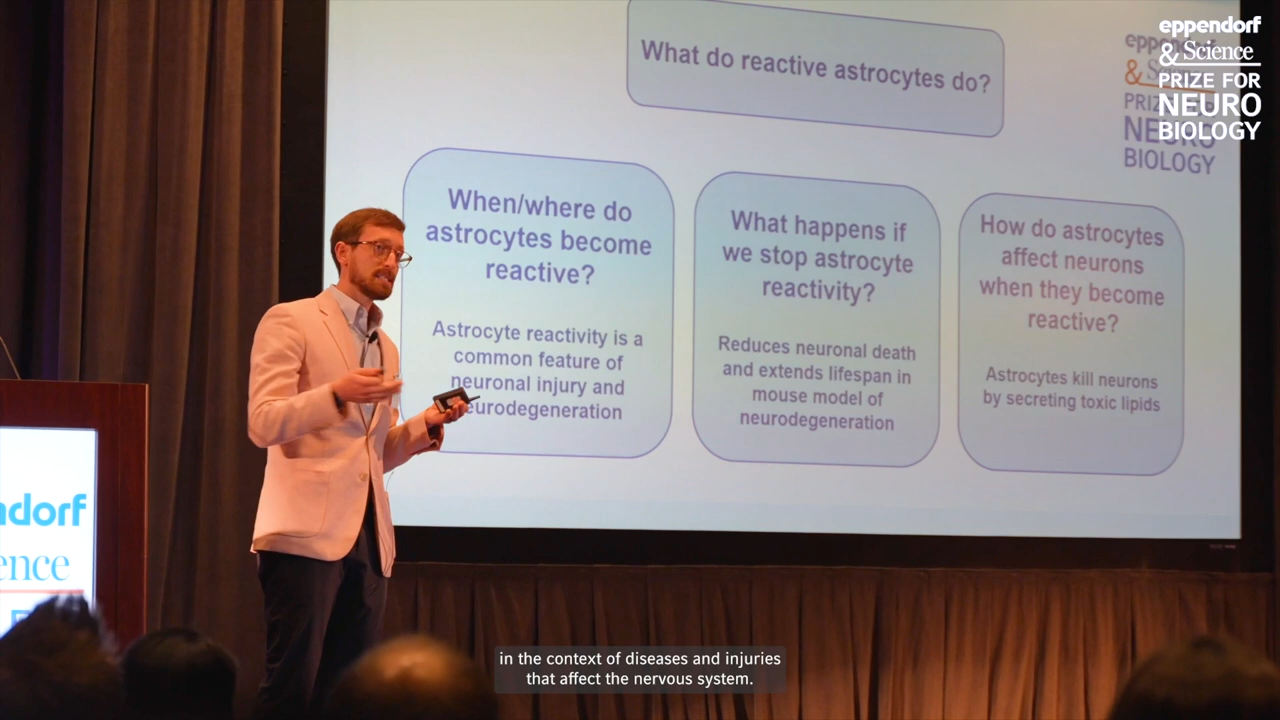 What do reactive astrocytes do?
eppendorf
& Science
PRIZE FOR
NEURO
BIOLOGY
NEURO
BIOLOGY
When/where do
astrocytes become
reactive?
Astrocyte reactivity is a
common feature of
neuronal injury and
neurodegeneration
What happens if
we stop astrocyte
reactivity?
Reduces neuronal death
and extends lifespan in
mouse model of
neurodegeneration
How do astrocytes
affect neurons
when they become
reactive?
Astrocytes kill neurons
by secreting toxic lipids
ndorf
ence
in the context of diseases and injuries
that affect the nervous system.